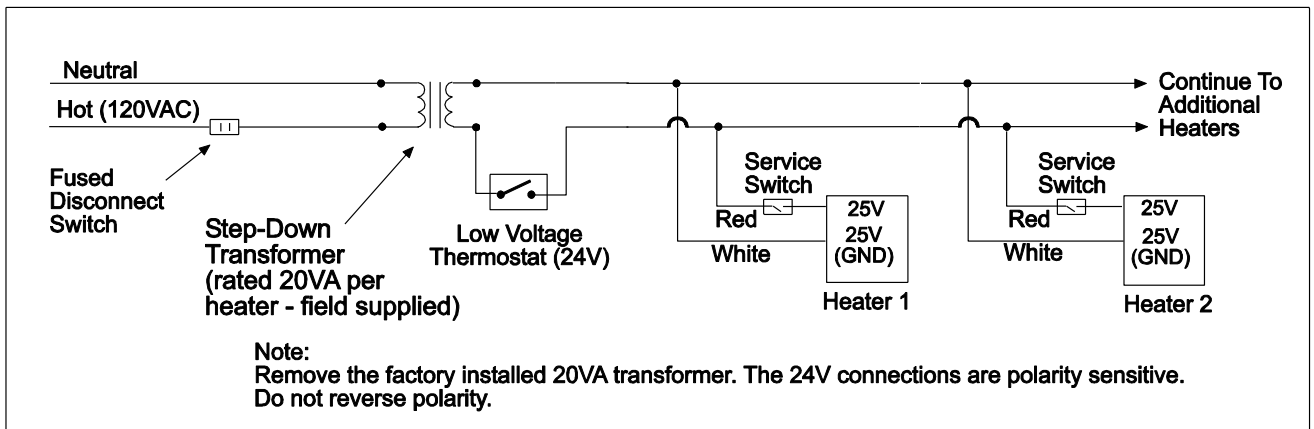 Neutral
Hot (120VAC)
Fused
Disconnect
Switch
Step-Down
Transformer
(rated 20VA per
heater - field supplied)
Low Voltage
Thermostat (24V)
Service
Switch
Red
White
25V
25V
(GND)
Heater 1
Service
Switch
Red
White
25V
25V
(GND)
Heater 2
Continue To
Additional
Heaters
Note:
Remove the factory installed 20VA transformer. The 24V connections are polarity sensitive.
Do not reverse polarity.